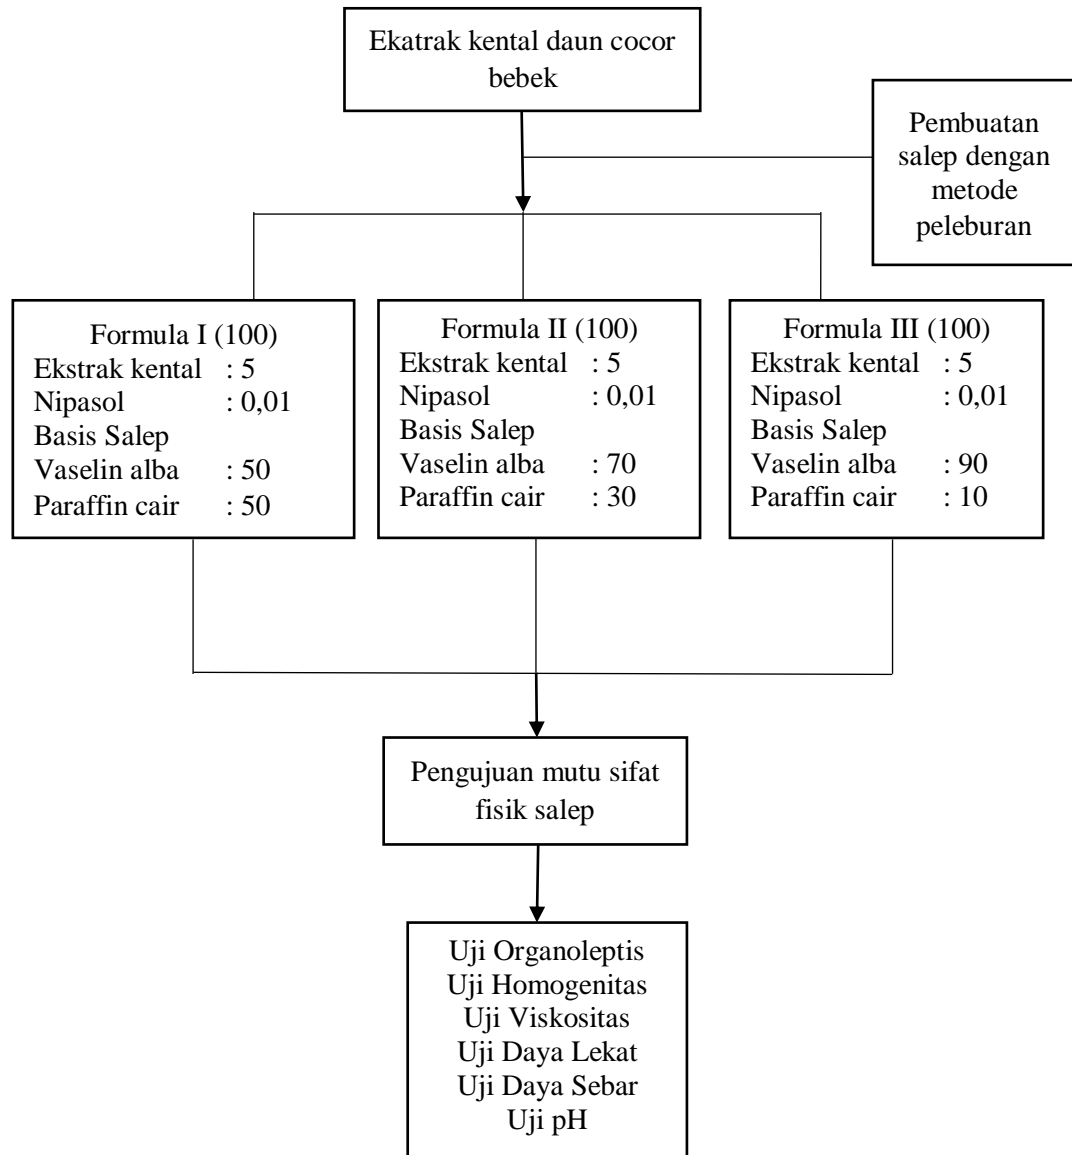 Ekatrak kental daun cocor
bebek
Pembuatan
salep dengan
metode
peleburan
Formula I (100)
Ekstrak kental : 5
Nipasol : 0,01
Basis Salep
Vaselin alba : 50
Paraffin cair : 50
Formula II (100)
Ekstrak kental : 5
Nipasol : 0,01
Basis Salep
Vaselin alba : 70
Paraffin cair : 30
Formula III (100)
Ekstrak kental : 5
Nipasol : 0,01
Basis Salep
Vaselin alba : 90
Paraffin cair : 10
Pengujuan mutu sifat
fisik salep
Uji Organoleptis
Uji Homogenitas
Uji Viskositas
Uji Daya Lekat
Uji Daya Sebar
Uji pH